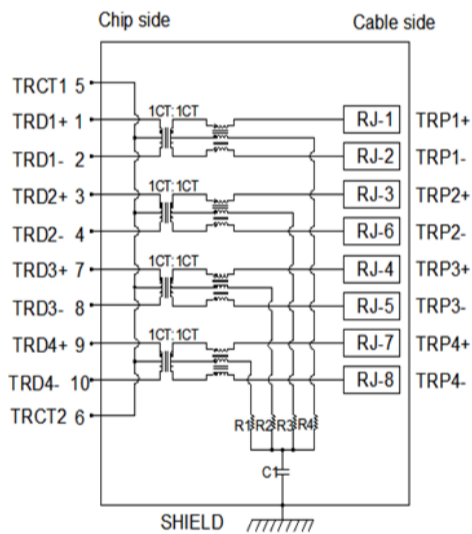 Chip side Cable side
TRCT1 5
1CT: 1CT
TRD1+ 1 RJ-1 TRP1+
TRD1- 2 RJ-2 TRP1-
1CT: 1CT
TRD2+ 3 RJ-3 TRP2+
TRD2- 4 RJ-6 TRP2-
1CT: 1CT
TRD3+ 7 RJ-4 TRP3+
TRD3- 8 RJ-5 TRP3-
1CT: 1CT
TRD4+ 9 RJ-7 TRP4+
TRD4- 10 RJ-8 TRP4-
TRCT2 6
R1 R2 R3 R4
C1
SHIELD